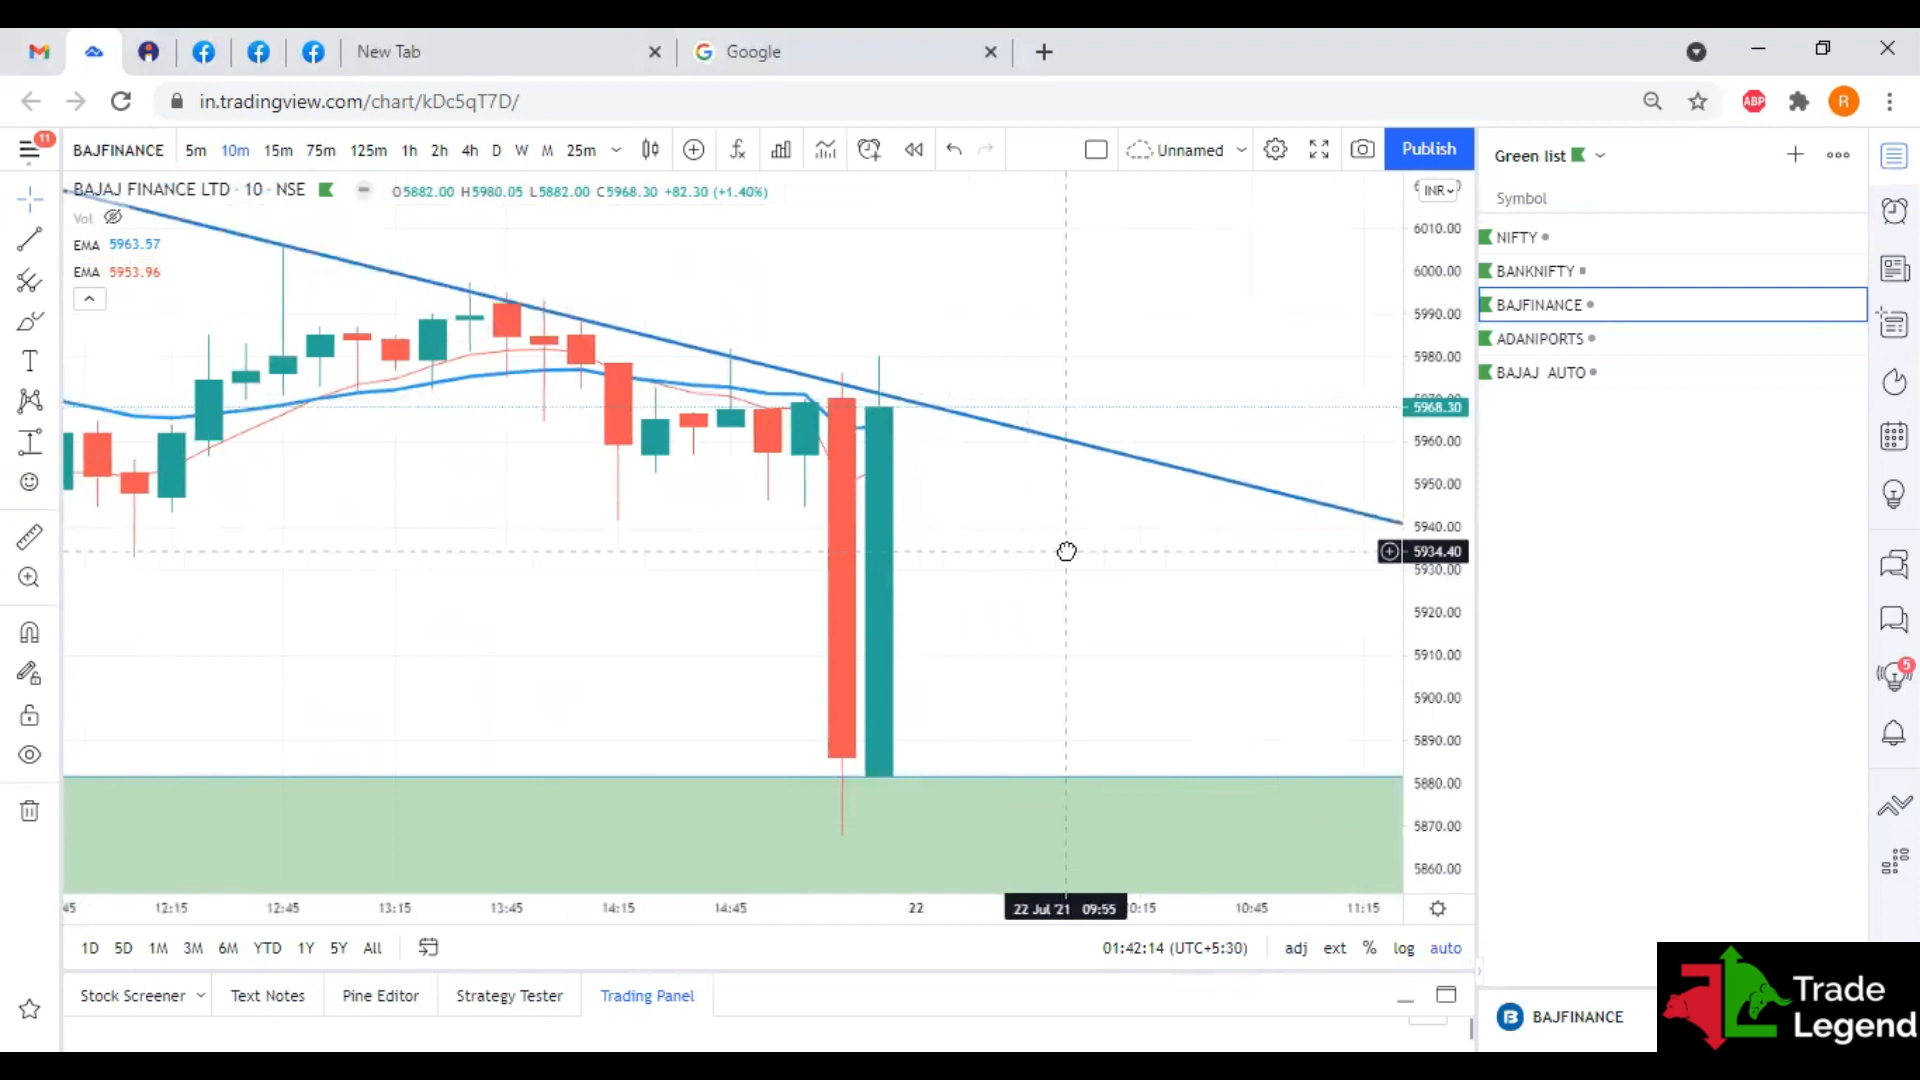 New Tab
Google
in.tradingview.com/chart/kDc5qT7D/
ABP
R
11
BAJFINANCE 5m 10m 15m 75m 125m 1h 2h 4h D W M 25m
Unnamed
Publish
Green list
BAJAJ FINANCE LTD · 10 · NSE
O5882.00 H5980.05 L5882.00 C5968.30 +82.30 (+1.40%)
INR
Vol
EMA 5963.57
EMA 5953.96
Symbol
NIFTY
BANKNIFTY
BAJFINANCE
ADANIPORTS
BAJAJ_AUTO
6010.00
6000.00
5990.00
5980.00
5968.30
5960.00
5950.00
5940.00
5934.40
5930.00
5920.00
5910.00
5900.00
5890.00
5880.00
5870.00
5860.00
5
45 12:15 12:45 13:15 13:45 14:15 14:45 22 22 Jul '21 09:55 0:15 10:45 11:15
1D 5D 1M 3M 6M YTD 1Y 5Y All
01:42:14 (UTC+5:30) adj ext % log auto
Stock Screener Text Notes Pine Editor Strategy Tester Trading Panel
BAJFINANCE
Trade
Legend